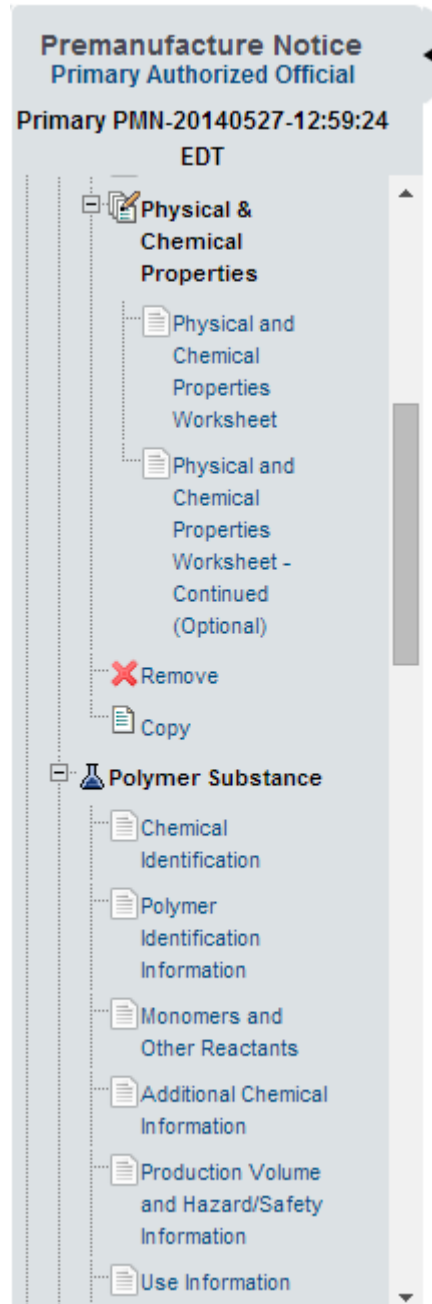 Premanufacture Notice
Primary Authorized Official
Primary PMN-20140527-12:59:24
EDT
Physical &
Chemical
Properties
Physical and
Chemical
Properties
Worksheet
Physical and
Chemical
Properties
Worksheet -
Continued
(Optional)
Remove
Copy
Polymer Substance
Chemical
Identification
Polymer
Identification
Information
Monomers and
Other Reactants
Additional Chemical
Information
Production Volume
and Hazard/Safety
Information
Use Information